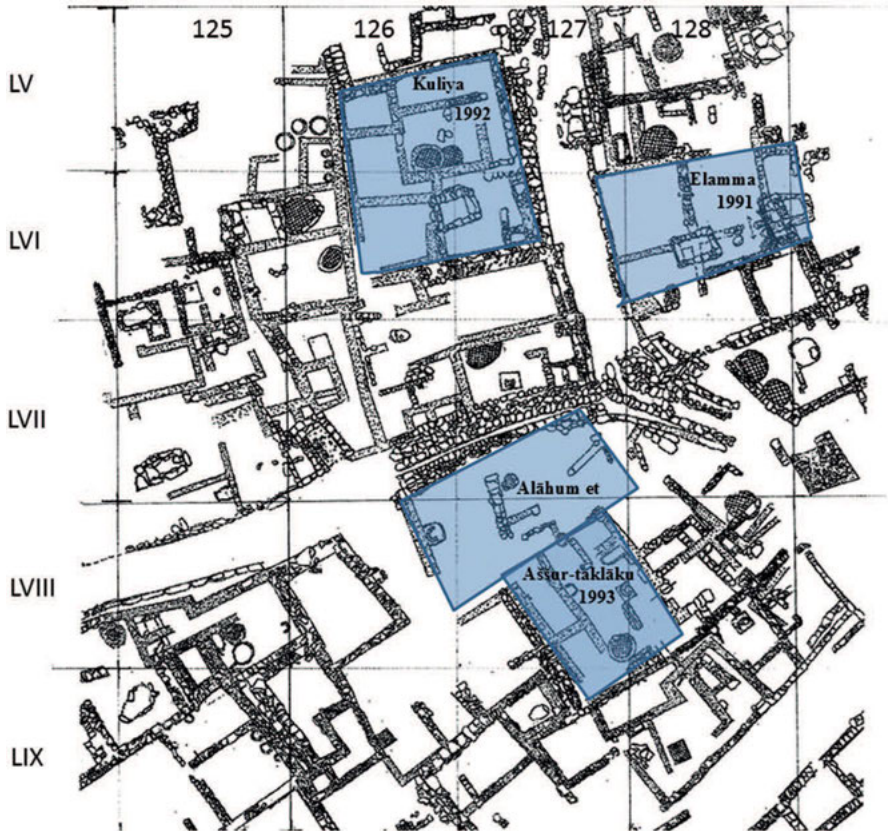 125 126 127 128
LV
Kuliya
1992
Elamma
1991
LVI
LVII
Alāhum et
LVIII
Aššur-taklāku
1993
LIX